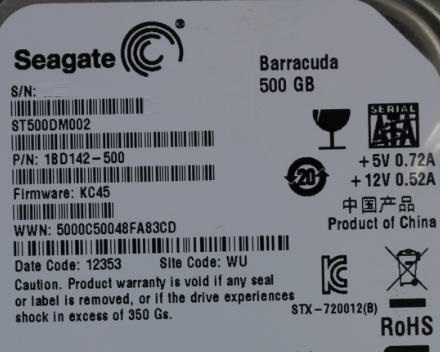 Seagate
Barracuda
500 GB
S/N:
ST500DM002
SERIAL
ATA
P/N: 1BD142-500
+5V 0.72A
20
+12V 0.52A
Firmware: KC45
中国产品
WWN: 5000C50048FA83CD
Product of China
Date Code: 12353 Site Code: WU
Caution. Product warranty is void if any seal
or label is removed, or if the drive experiences
shock in excess of 350 Gs.
STX-720012(B)
RoHS